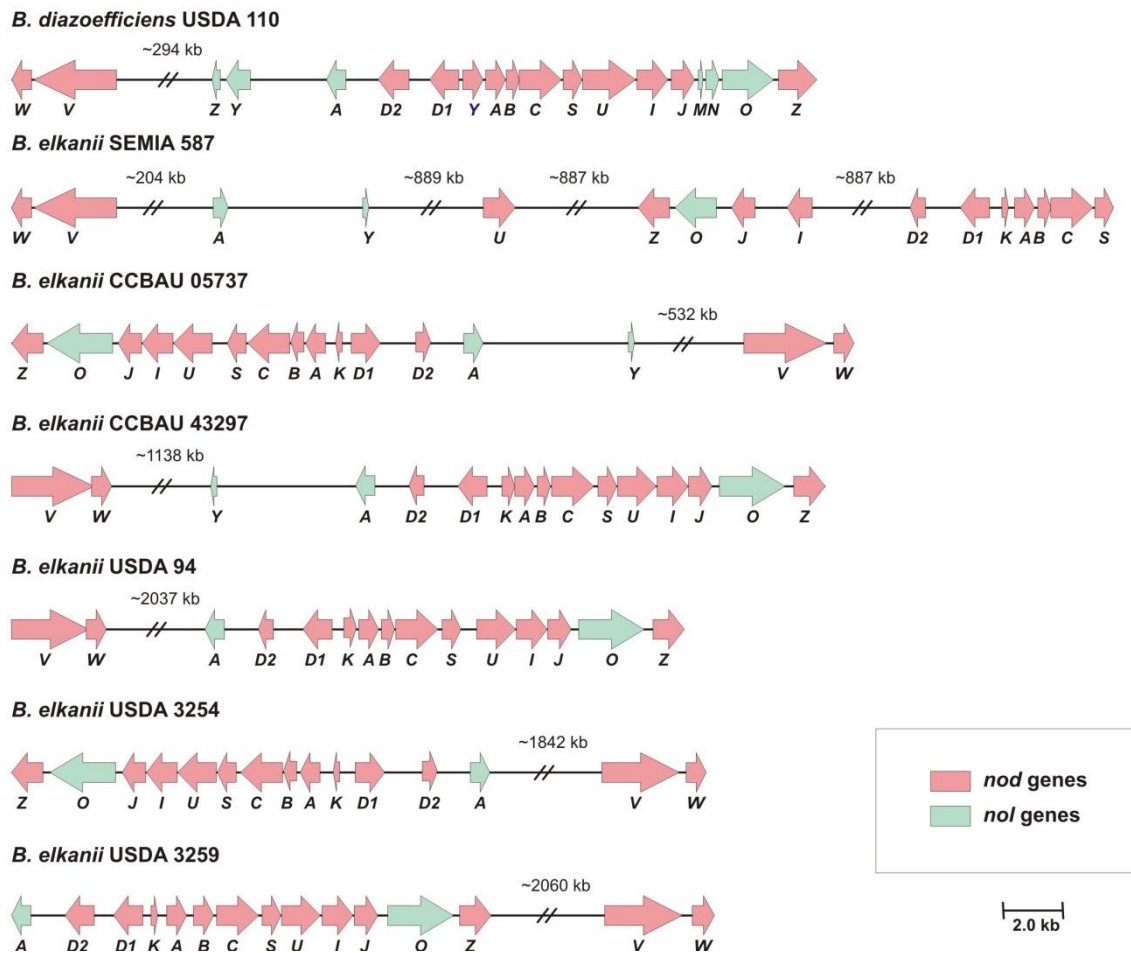 B. diazoefficiens USDA 110
~294 kb
W V Z Y A D2 D1 Y A B C S U I J M N O Z
B. elkanii SEMIA 587
~204 kb ~889 kb ~887 kb ~887 kb
W V A Y U Z O J I D2 D1 K A B C S
B. elkanii CCBAU 05737
~532 kb
Z O J I U S C B A K D1 D2 A Y V W
B. elkanii CCBAU 43297
~1138 kb
V W Y A D2 D1 K A B C S U I J O Z
B. elkanii USDA 94
~2037 kb
V W A D2 D1 K A B C S U I J O Z
B. elkanii USDA 3254
~1842 kb
Z O J I U S C B A K D1 D2 A V W
nod genes
nol genes
B. elkanii USDA 3259
~2060 kb
A D2 D1 K A B C S U I J O Z V W
2.0 kb